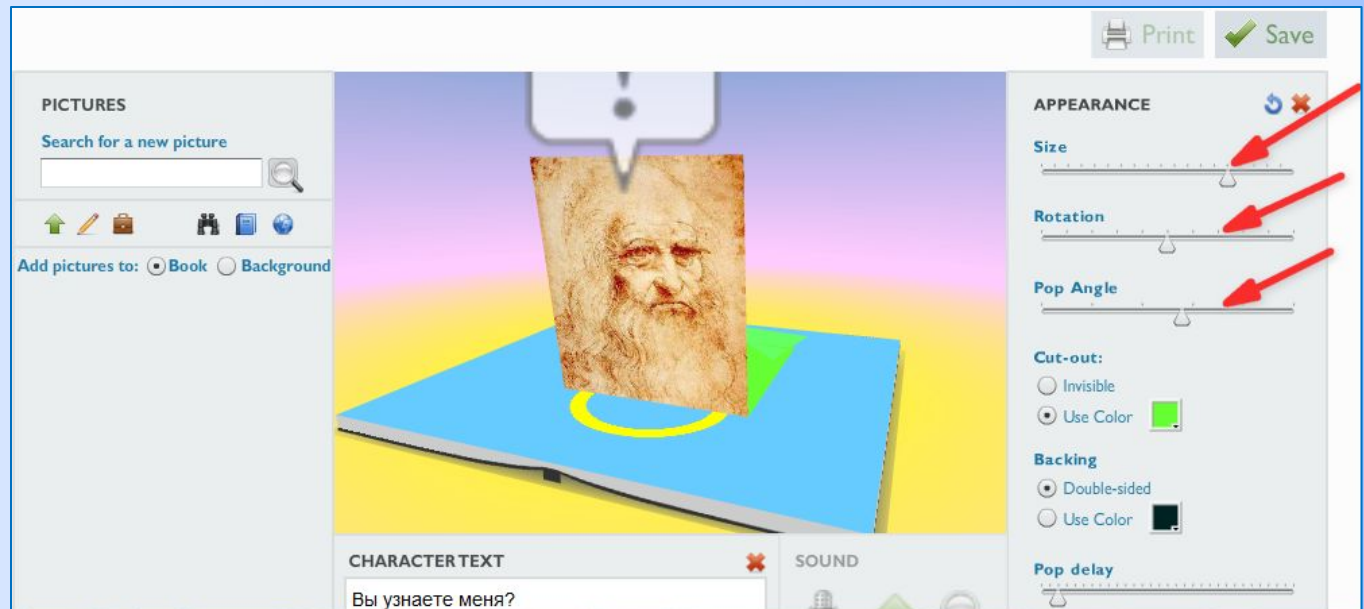 Print Save
PICTURES
Search for a new picture
Add pictures to: Book Background
!
CHARACTER TEXT
Вы узнаете меня?
SOUND
APPEARANCE
Size
Rotation
Pop Angle
Cut-out:
Invisible
Use Color
Backing
Double-sided
Use Color
Pop delay